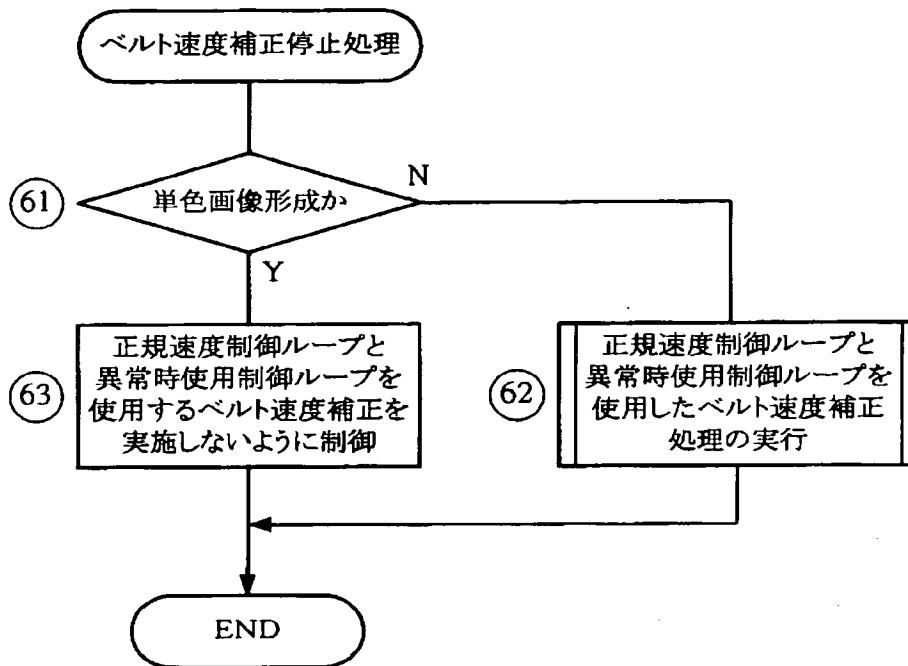 ベルト速度補正停止処理
61
単色画像形成か
N
Y
63
正規速度制御ループと
異常時使用制御ループを
使用するベルト速度補正を
実施しないように制御
62
正規速度制御ループと
異常時使用制御ループを
使用したベルト速度補正
処理の実行
END